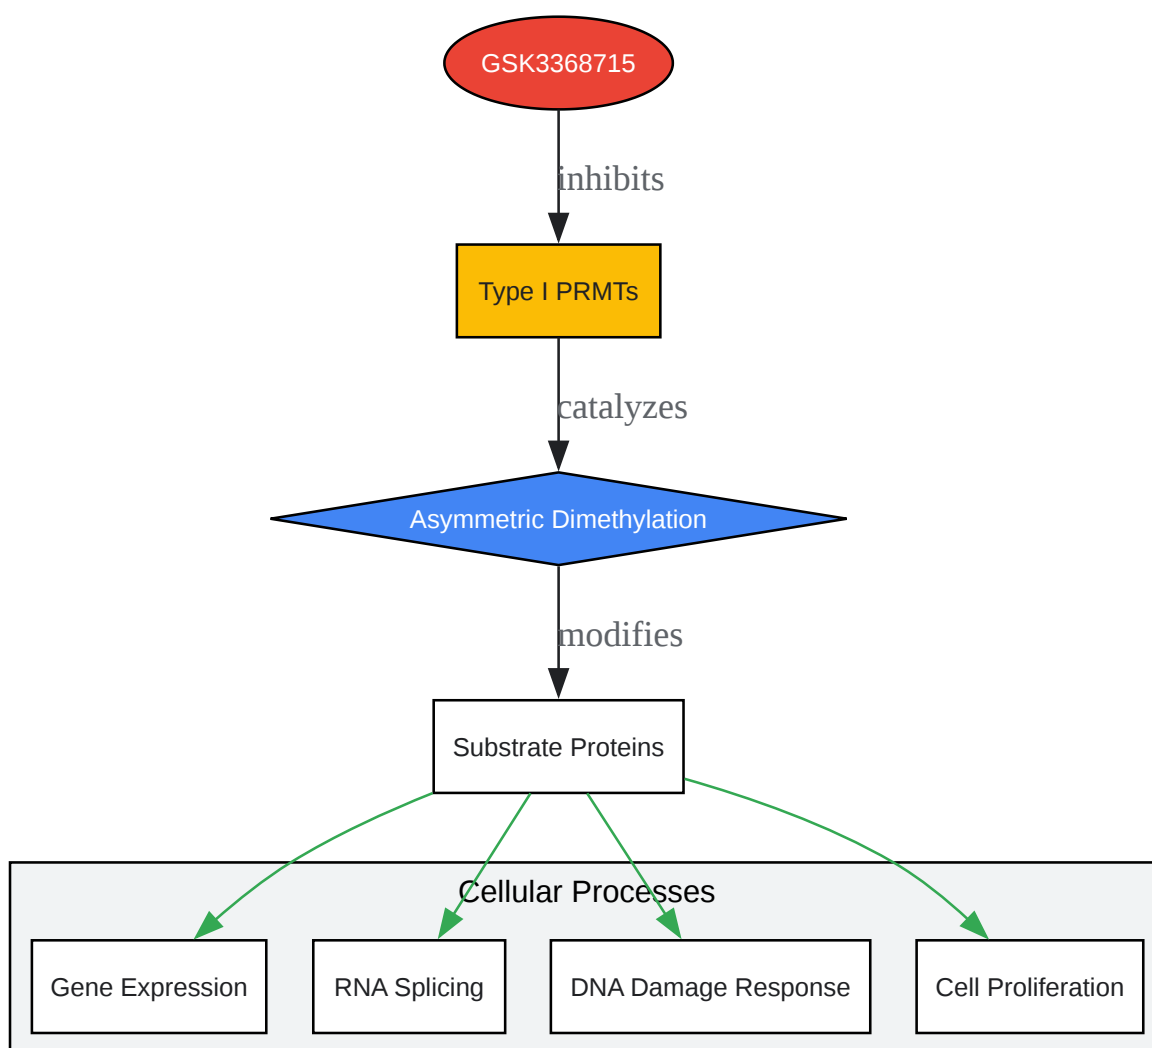 GSK3368715
inhibits
Type I PRMTs
catalyzes
Asymmetric Dimethylation
modifies
Substrate Proteins
Cellular Processes
Gene Expression
RNA Splicing
DNA Damage Response
Cell Proliferation